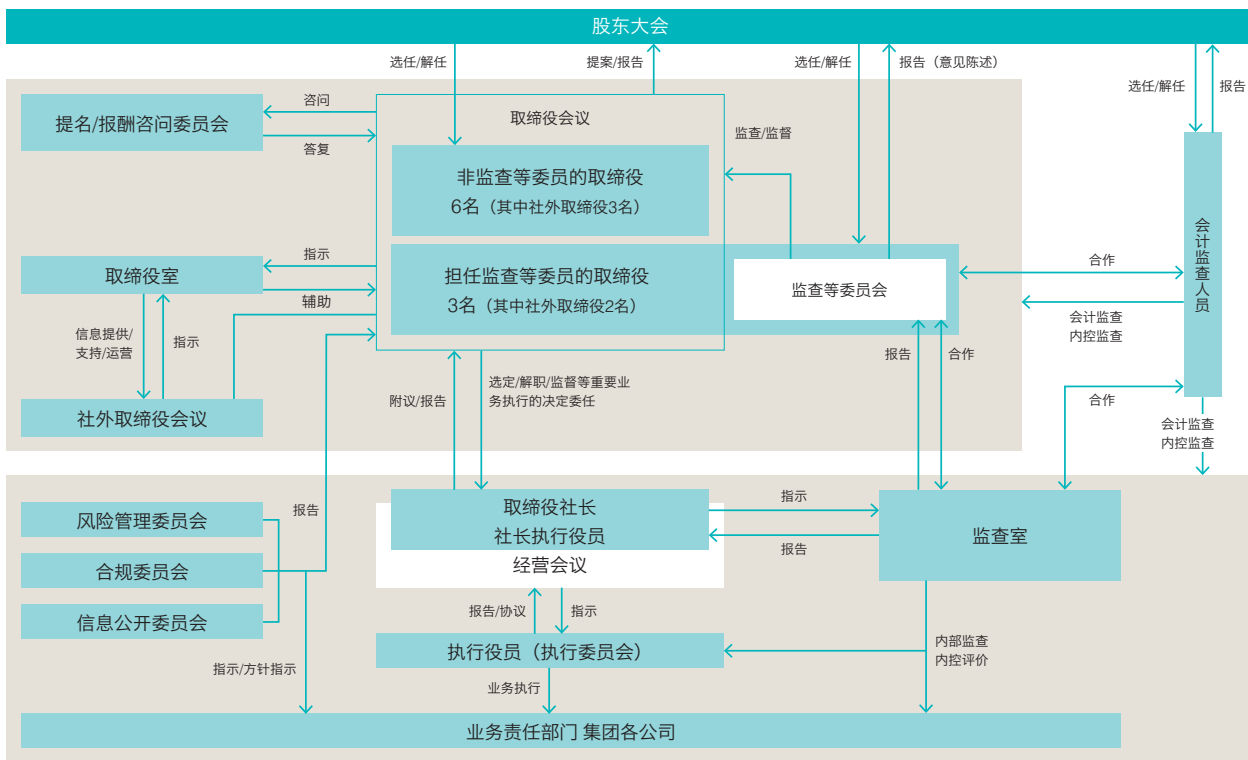 股东大会
选任/解任
提案/报告
选任/解任
报告（意见陈述）
选任/解任
报告
提名/报酬咨问委员会
咨问
答复
取缔役会议
监查/监督
非监查等委员的取缔役
6名（其中社外取缔役3名）
担任监查等委员的取缔役
3名（其中社外取缔役2名）
监查等委员会
会计监查人员
取缔役室
指示
辅助
合作
会计监查
内控监查
信息提供/
支持/运营
指示
社外取缔役会议
报告
合作
附议/报告
选定/解职/监督等重要业
务执行的决定委任
合作
会计监查
内控监查
风险管理委员会
合规委员会
信息公开委员会
报告
取缔役社长
社长执行役员
经营会议
指示
报告
监查室
报告/协议
指示
执行役员（执行委员会）
内部监查
内控评价
指示/方针指示
业务执行
业务责任部门 集团各公司